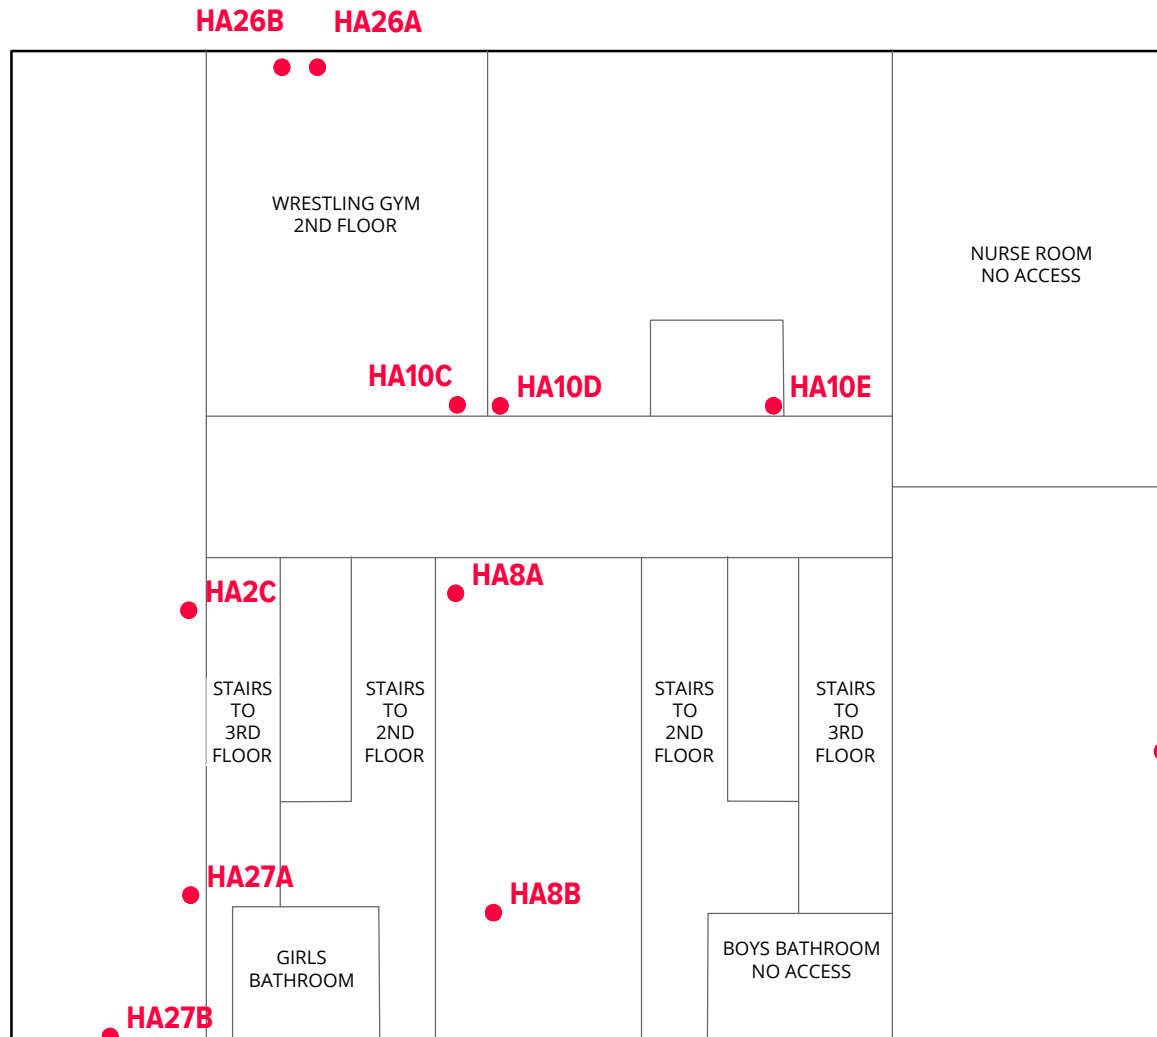 HA26B
HA26A
WRESTLING GYM
2ND FLOOR
NURSE ROOM
NO ACCESS
HA10C
HA10D
HA10E
HA2C
HA8A
STAIRS
TO
3RD
FLOOR
STAIRS
TO
2ND
FLOOR
STAIRS
TO
2ND
FLOOR
STAIRS
TO
3RD
FLOOR
HA27A
HA8B
GIRLS
BATHROOM
BOYS BATHROOM
NO ACCESS
HA27B